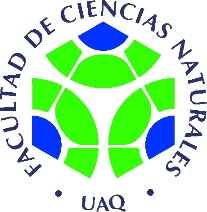 FACULTAD DE CIENCIAS NATURALES
• UAQ •